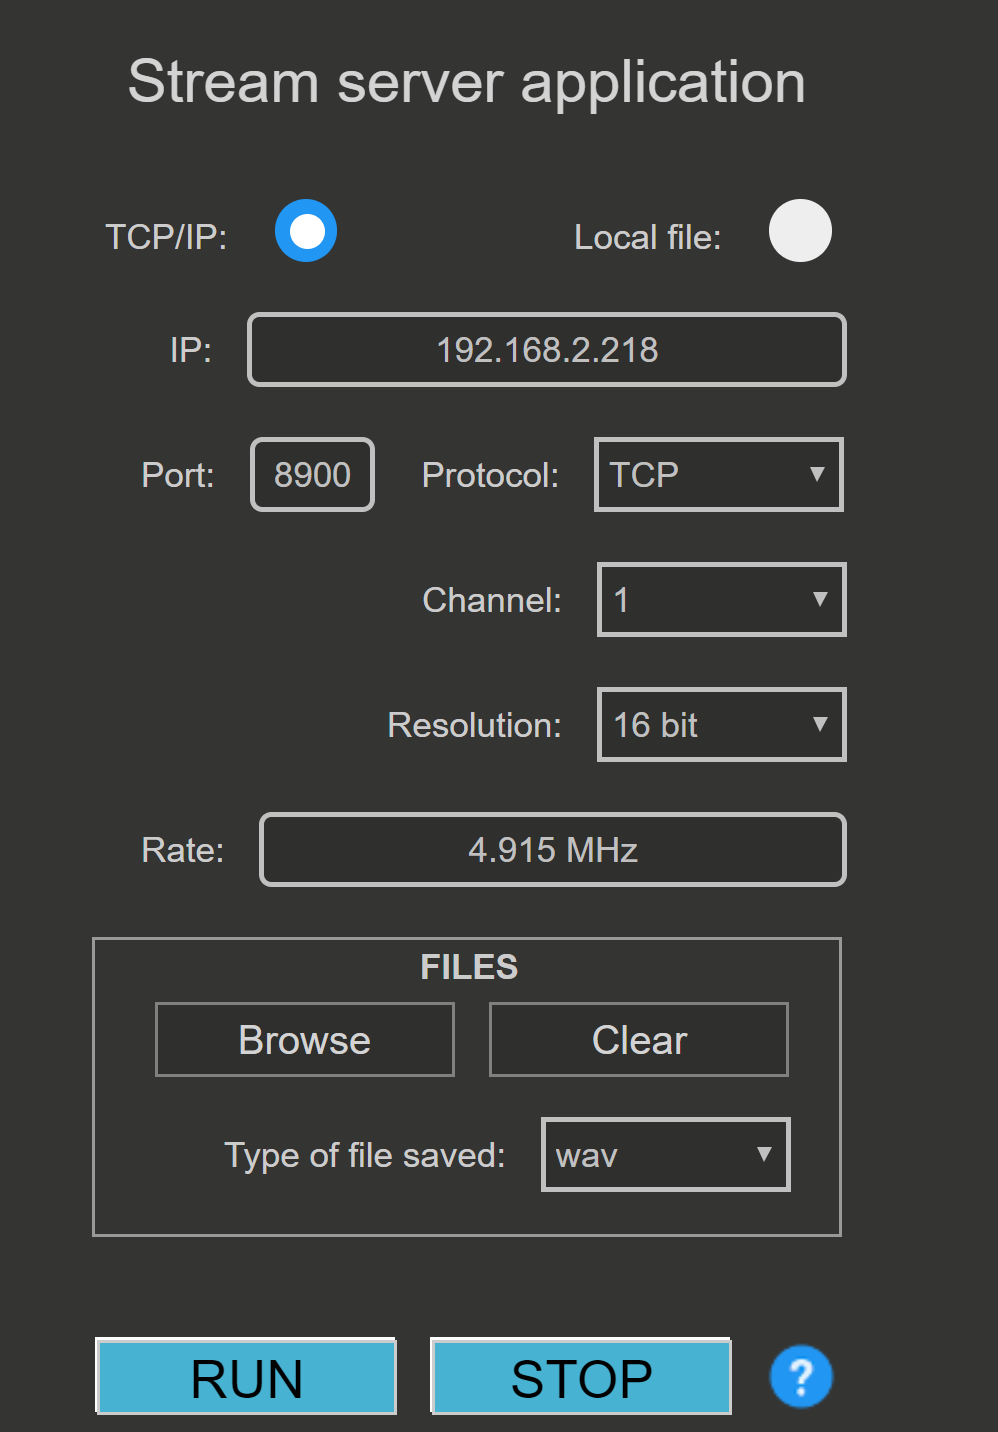 Stream server application
TCP/IP: Local file:
IP: 192.168.2.218
Port: 8900 Protocol: TCP
Channel: 1
Resolution: 16 bit
Rate: 4.915 MHz
FILES
Browse Clear
Type of file saved: wav
RUN STOP ?